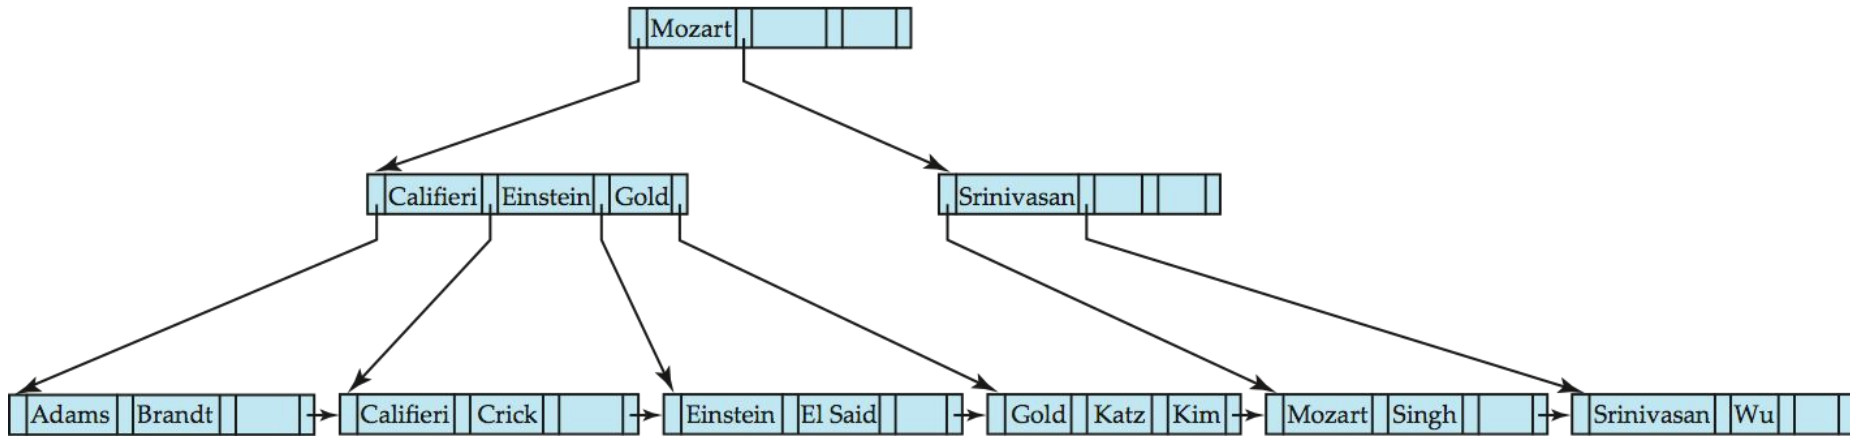 Mozart
Califieri Einstein Gold Srinivasan
Adams Brandt Califieri Crick Einstein El Said Gold Katz Kim Mozart Singh Srinivasan Wu